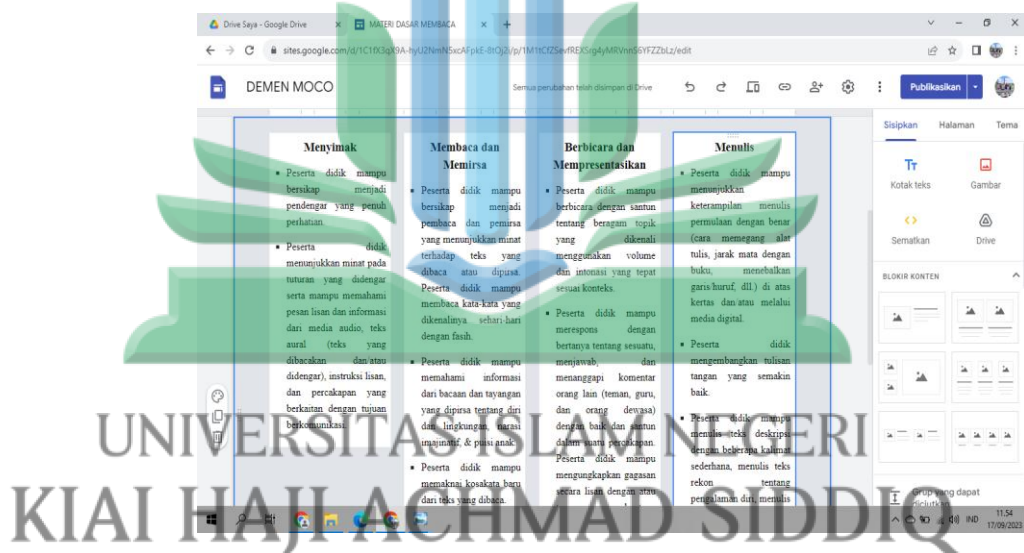 Drive Saya - Google Drive
MATERI DASAR MEMBACA
DEMEN MOCO
Semua perubahan telah disimpan di Drive
Publikasikan
Sisipkan
Halaman
Tema
Kotak teks
Gambar
Sematkan
Drive
BLOKIR KONTEN
Grup yang dapat
diciutkan
Menyimak
Peserta didik mampu
bersikap menjadi
pendengar yang penuh
perhatian.
Peserta didik
menunjukkan minat pada
tuturan yang didengar
serta mampu memahami
pesan lisan dan informasi
dari media audio, teks
aural (teks yang
dibacakan dan/atau
didengar), instruksi lisan,
dan percakapan yang
berkaitan dengan tujuan
berkomunikasi.
Membaca dan
Memirsa
Peserta didik mampu
bersikap menjadi
pembaca dan pemirsa
yang menunjukkan minat
terhadap teks yang
dibaca atau dipirsa.
Peserta didik mampu
membaca kata-kata yang
dikenalinya sehari-hari
dengan fasih.
Peserta didik mampu
memahami informasi
dari bacaan dan tayangan
yang dipirsa tentang diri
dan lingkungan, narasi
imajinatif, & puisi anak.
Peserta didik mampu
memaknai kosakata baru
dari teks yang dibaca.
Berbicara dan
Mempresentasikan
Peserta didik mampu
berbicara dengan santun
tentang beragam topik
yang dikenali
menggunakan volume
dan intonasi yang tepat
sesuai konteks.
Peserta didik mampu
merespons dengan
bertanya tentang sesuatu,
menjawab, dan
menanggapi komentar
orang lain (teman, guru,
dan orang dewasa)
dengan baik dan santun
dalam suatu percakapan.
Peserta didik mampu
mengungkapkan gagasan
secara lisan dengan atau
Menulis
Peserta didik mampu
menunjukkan
keterampilan menulis
permulaan dengan benar
(cara memegang alat
tulis, jarak mata dengan
buku, menebalkan
garis/huruf, dll.) di atas
kertas dan/atau melalui
media digital.
Peserta didik
mengembangkan tulisan
tangan yang semakin
baik.
Peserta didik mampu
menulis (teks deskripsi
dengan beberapa kalimat
sederhana, menulis teks
rekon tentang
pengalaman diri, menulis
UNIVERSITAS ISLAM NEGERI
KIAI HAJI ACHMAD SIDDIQ
IND
11.54
17/09/2023